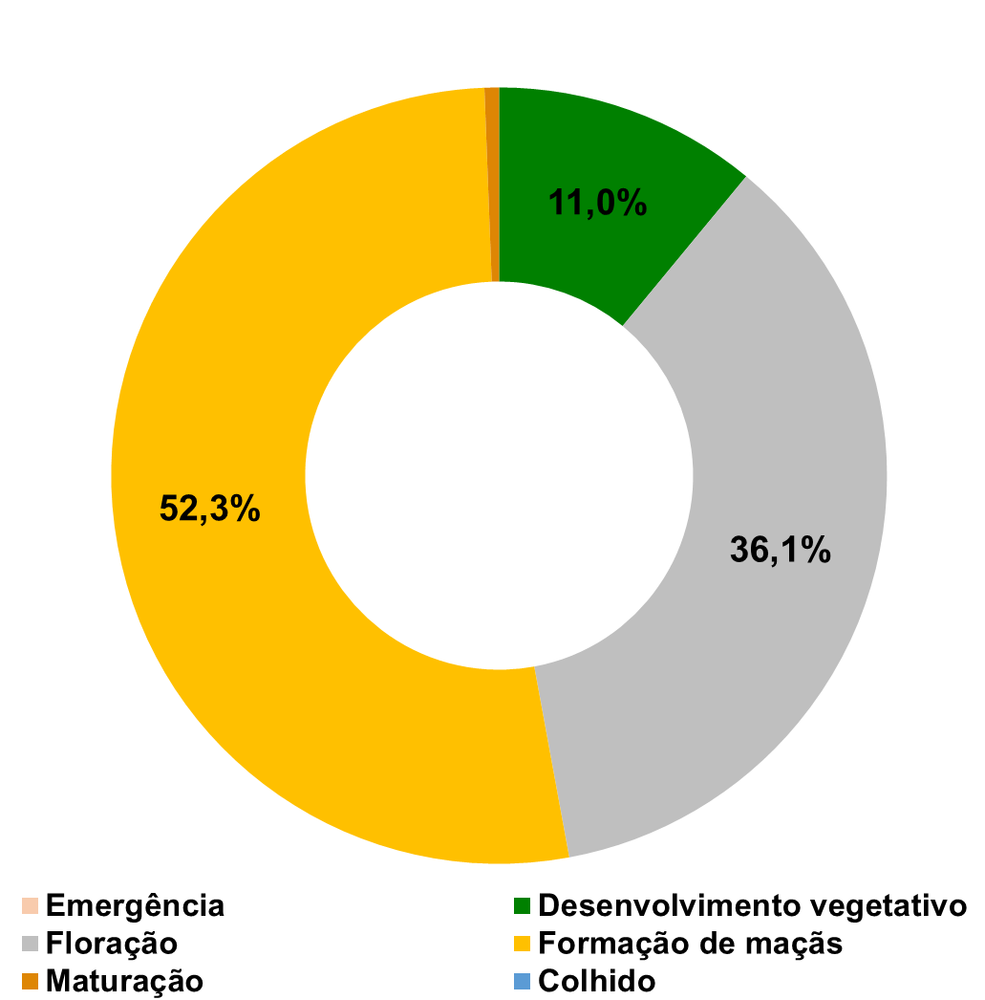 11,0%
52,3%
36,1%
Emergência
Desenvolvimento vegetativo
Floração
Formação de maçãs
Maturação
Colhido